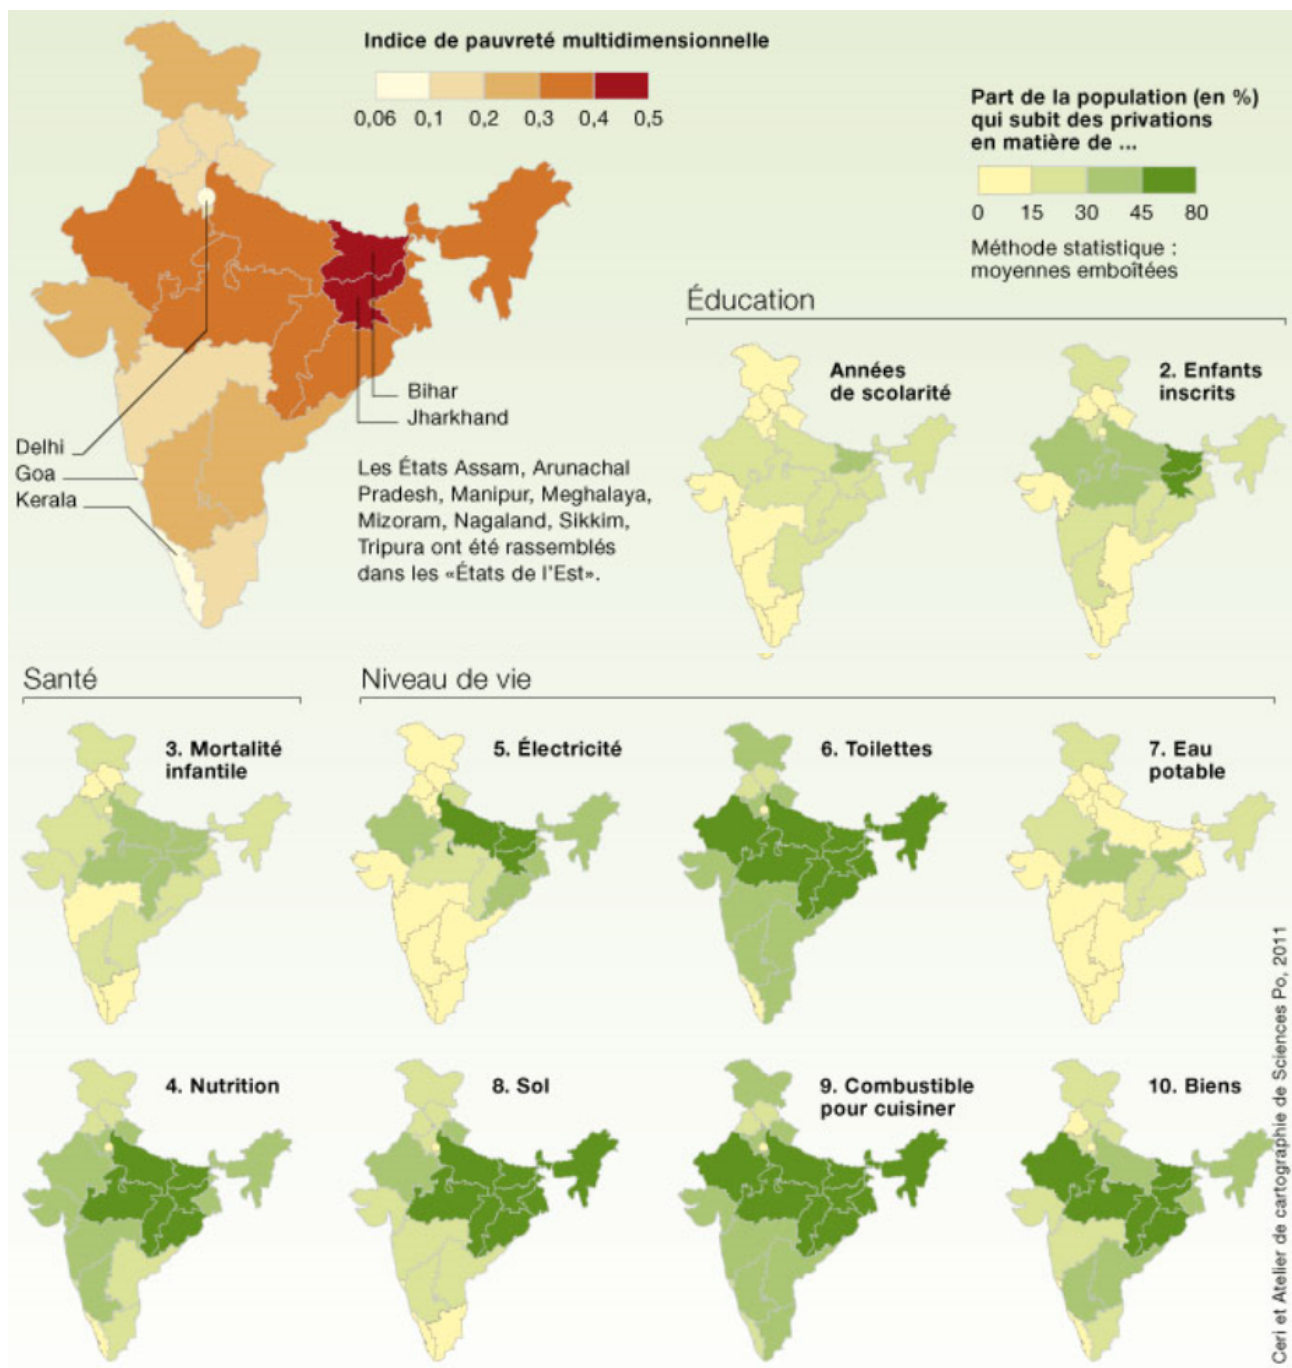 Indice de pauvreté multidimensionnelle
0,06 0,1 0,2 0,3 0,4 0,5
Part de la population (en %)
qui subit des privations
en matière de ...
0 15 30 45 80
Méthode statistique :
moyennes emboîtées
Bihar
Jharkhand
Delhi
Goa
Kerala
Les États Assam, Arunachal
Pradesh, Manipur, Meghalaya,
Mizoram, Nagaland, Sikkim,
Tripura ont été rassemblés
dans les «États de l'Est».
Éducation
Années
de scolarité
2. Enfants
inscrits
Santé
Niveau de vie
3. Mortalité
infantile
5. Électricité
6. Toilettes
7. Eau
potable
4. Nutrition
8. Sol
9. Combustible
pour cuisiner
10. Biens
Ceri et Atelier de cartographie de Sciences Po, 2011